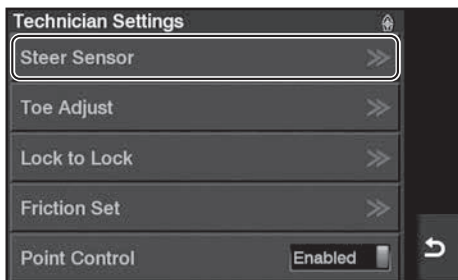 Technician Settings
Steer Sensor
Toe Adjust
Lock to Lock
Friction Set
Point Control
Enabled